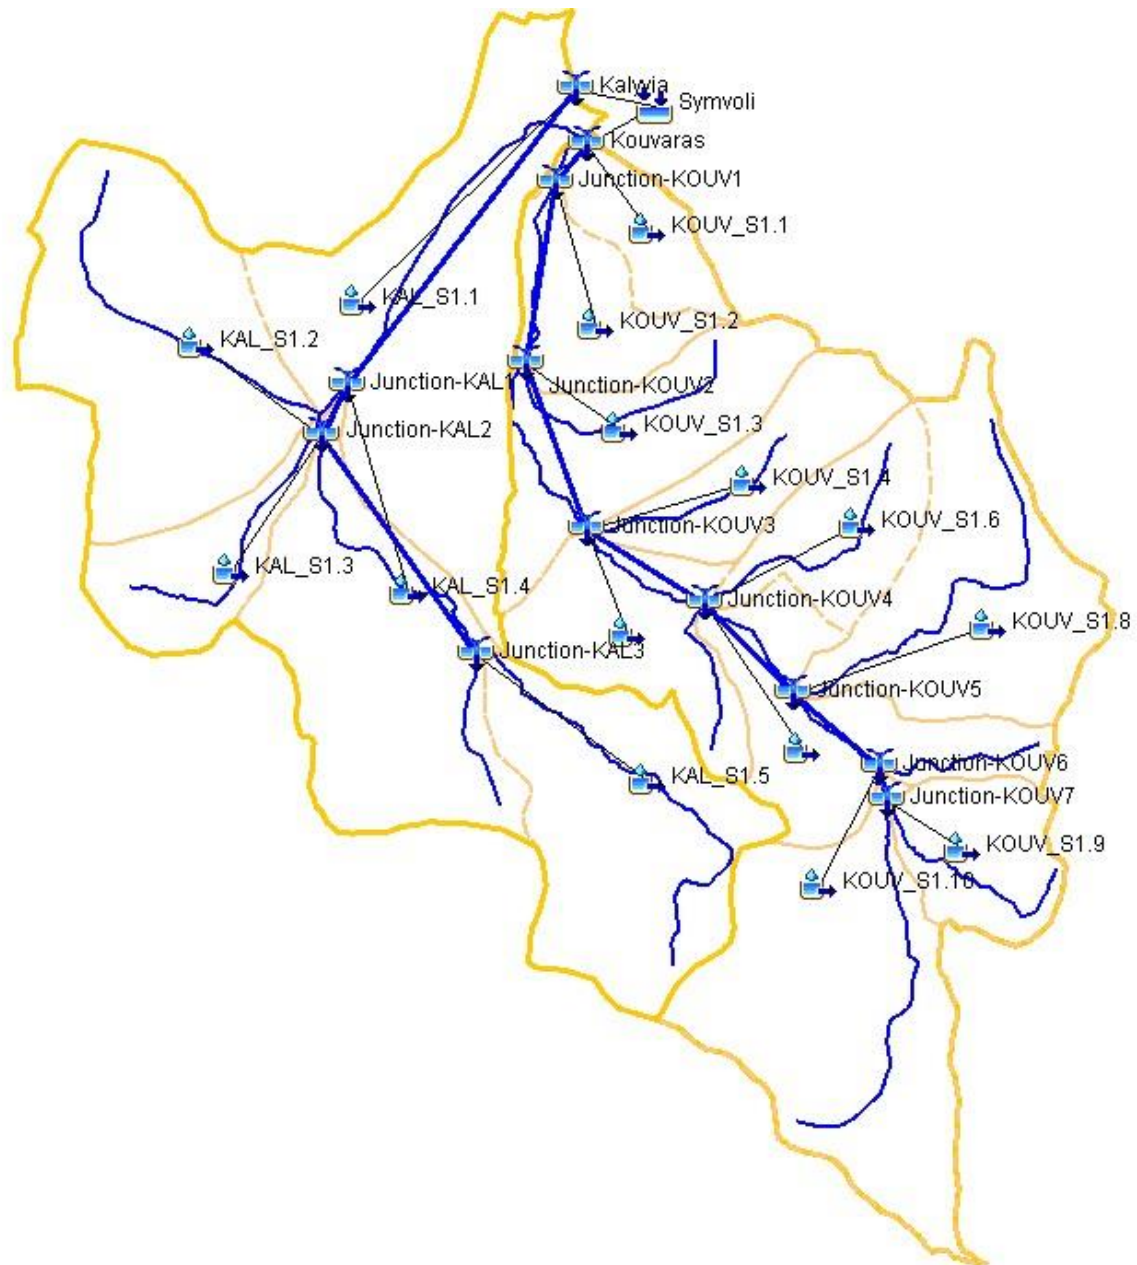 Kalwia
Symvoli
Kouvaras
Junction-KOUV1
KOUV_S1.1
KAL_S1.1
KOUV_S1.2
KAL_S1.2
Junction-KOUV2
Junction-KAL1
KOUV_S1.3
Junction-KAL2
KOUV_S1.4
KOUV_S1.6
Junction-KOUV3
KAL_S1.3
KAL_S1.4
Junction-KOUV4
KOUV_S1.8
Junction-KAL3
Junction-KOUV5
Junction-KOUV6
KAL_S1.5
Junction-KOUV7
KOUV_S1.9
KOUV_S1.10